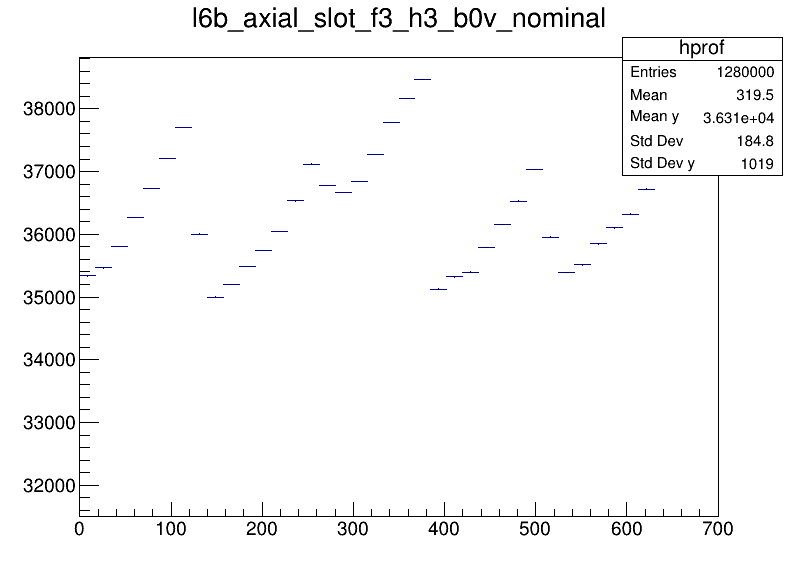 l6b_axial_slot_f3_h3_b0v_nominal
hprof
Entries 1280000
Mean 319.5
Mean y 3.631e+04
Std Dev 184.8
Std Dev y 1019
38000
37000
36000
35000
34000
33000
32000
0 100 200 300 400 500 600 700